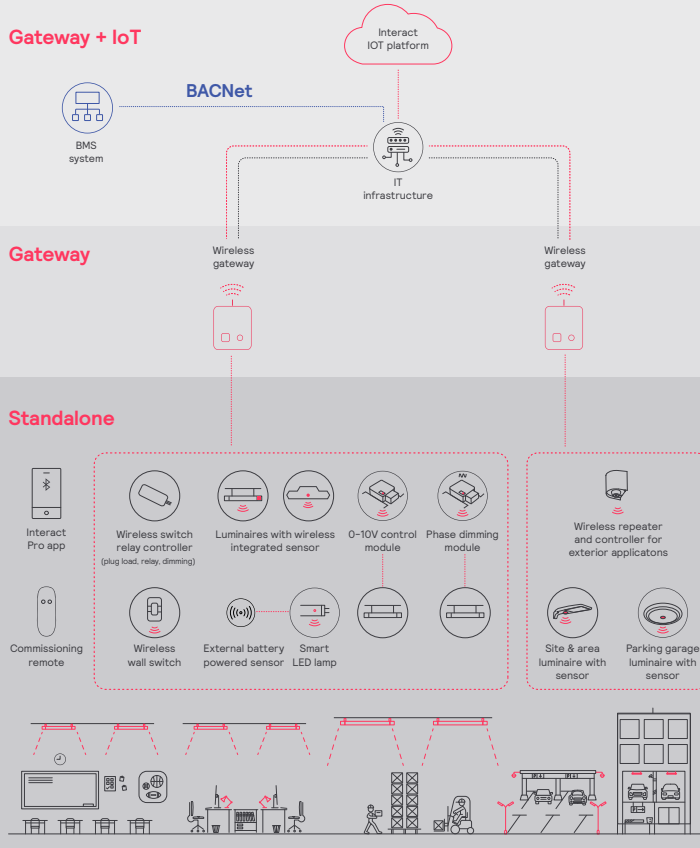 Gateway + IoT
Interact
IOT platform
BACNet
BMS
system
IT
infrastructure
Gateway
Wireless
gateway
Wireless
gateway
Standalone
Interact
Pro app
Wireless switch
relay controller
(plug load, relay, dimming)
Luminaires with wireless
integrated sensor
0-10V control
module
Phase dimming
module
Wireless repeater
and controller for
exterior applicatons
Commissioning
remote
Wireless
wall switch
External battery
powered sensor
Smart
LED lamp
Site & area
luminaire with
sensor
Parking garage
luminaire with
sensor